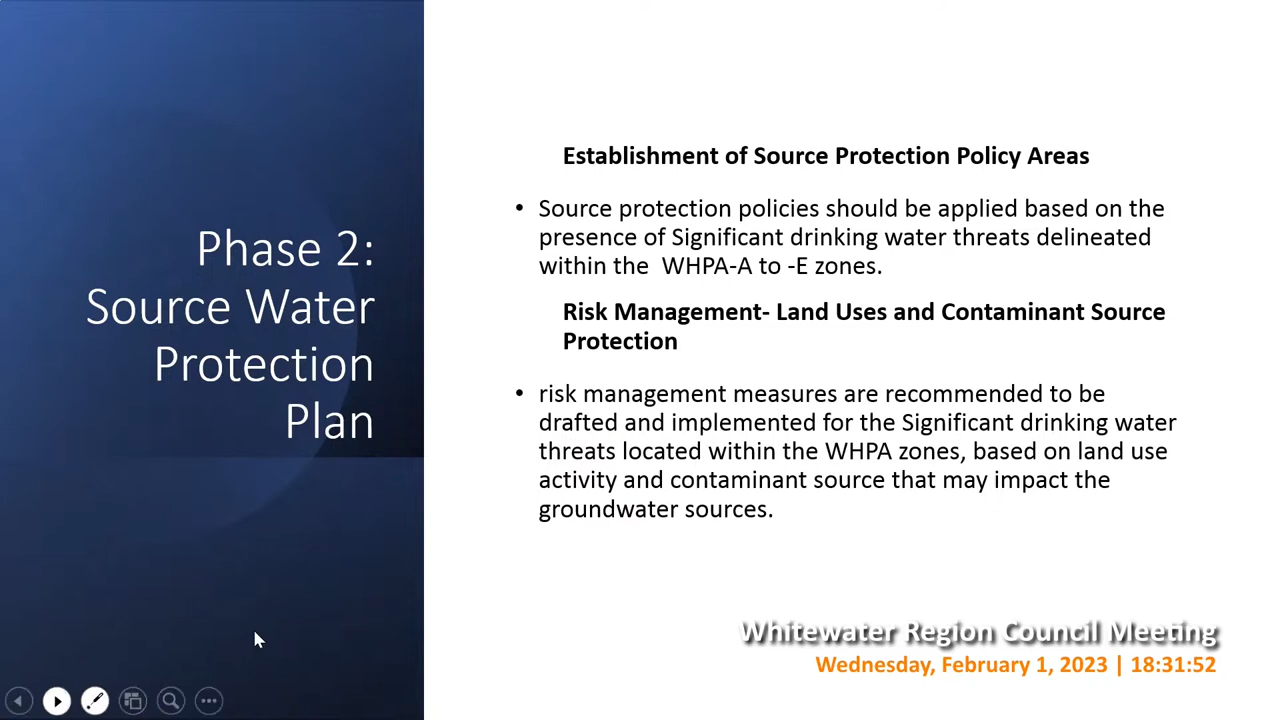 Phase 2:
Source Water
Protection
Plan
Establishment of Source Protection Policy Areas
• Source protection policies should be applied based on the
presence of Significant drinking water threats delineated
within the  WHPA-A to -E zones.
Risk Management- Land Uses and Contaminant Source
Protection
• risk management measures are recommended to be
drafted and implemented for the Significant drinking water
threats located within the WHPA zones, based on land use
activity and contaminant source that may impact the
groundwater sources.
Whitewater Region Council Meeting
Wednesday, February 1, 2023 | 18:31:52